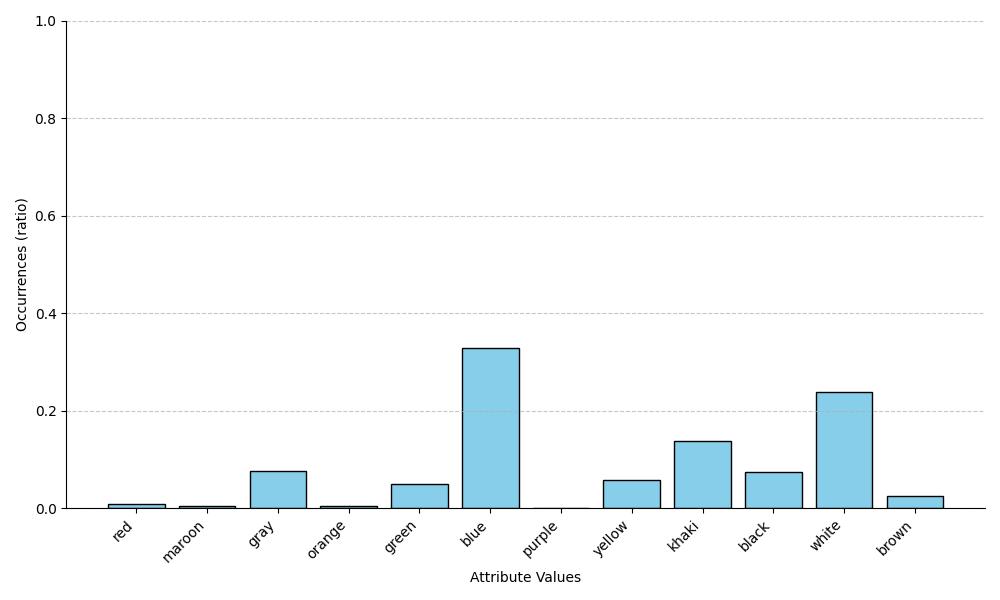 1.0
0.8
0.6
0.4
0.2
0.0
Occurrences (ratio)
red
maroon
gray
orange
green
blue
purple
yellow
khaki
black
white
brown
Attribute Values